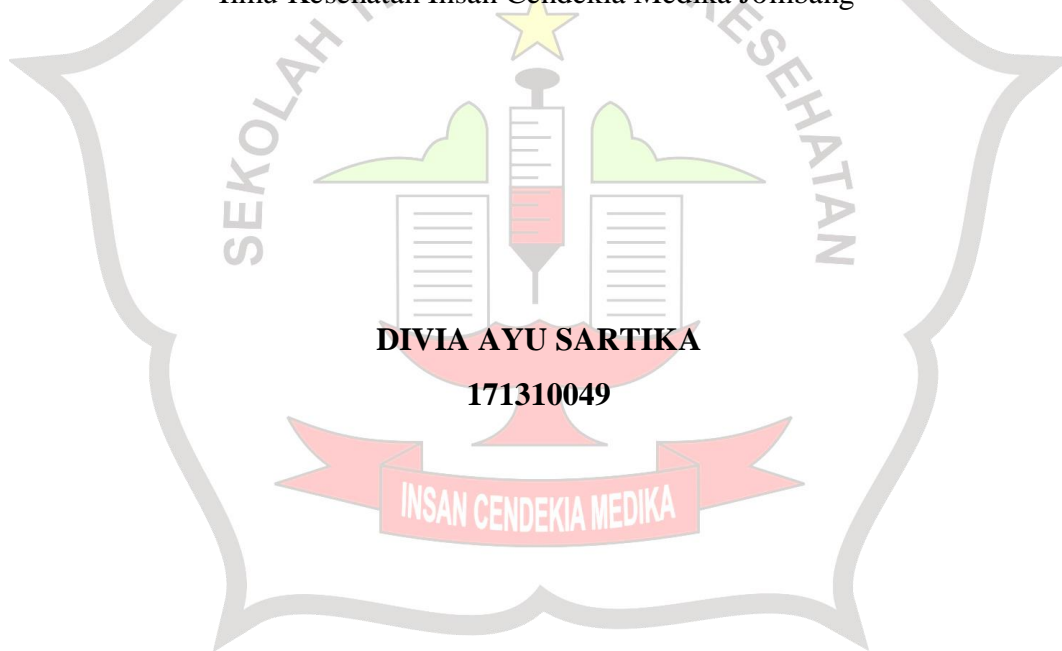 Ilmu Kesehatan Insan Cendekia Medika Jombang
SEKOLAH
KESEHATAN
DIVIA AYU SARTIKA
171310049
INSAN CENDEKIA MEDIKA